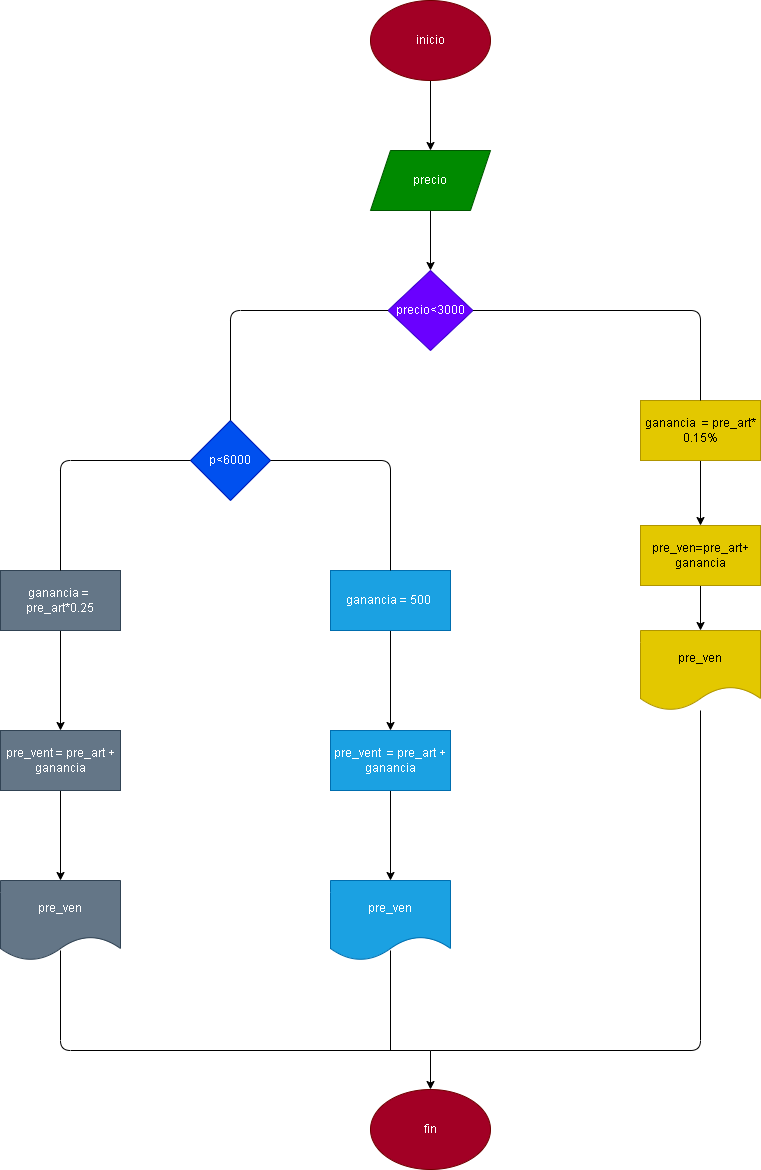 inicio
precio
precio<3000
ganancia = pre_art*
0.15%
p<6000
pre_ven=pre_art+
ganancia
ganancia =
pre_art*0.25
ganancia = 500
pre_ven
pre_vent = pre_art +
ganancia
pre_vent = pre_art +
ganancia
pre_ven
pre_ven
fin